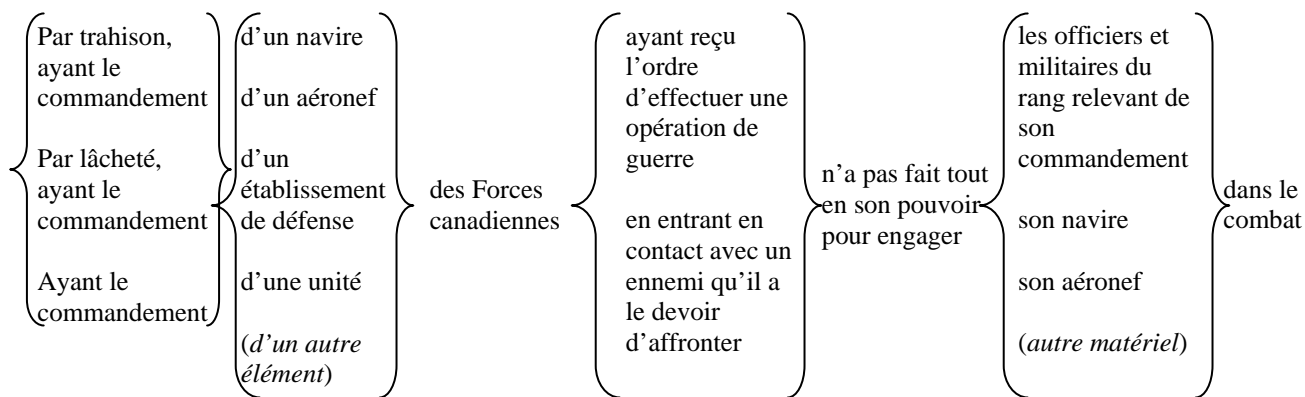 Par trahison,
ayant le
commandement
Par lâcheté,
ayant le
commandement
Ayant le
commandement
d’un navire
d’un aéronef
d’un
établissement
de défense
d’une unité
(d’un autre
élément)
des Forces
canadiennes
ayant reçu
l’ordre
d’effectuer une
opération de
guerre
en entrant en
contact avec un
ennemi qu’il a
le devoir
d’affronter
n’a pas fait tout
en son pouvoir
pour engager
les officiers et
militaires du
rang relevant de
son
commandement
son navire
son aéronef
(autre matériel)
dans le
combat